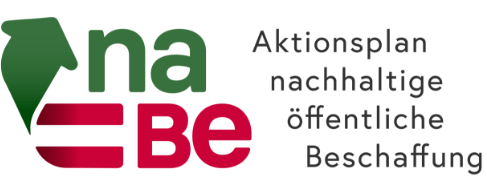 na
Be
Aktionsplan
nachhaltige
öffentliche
Beschaffung